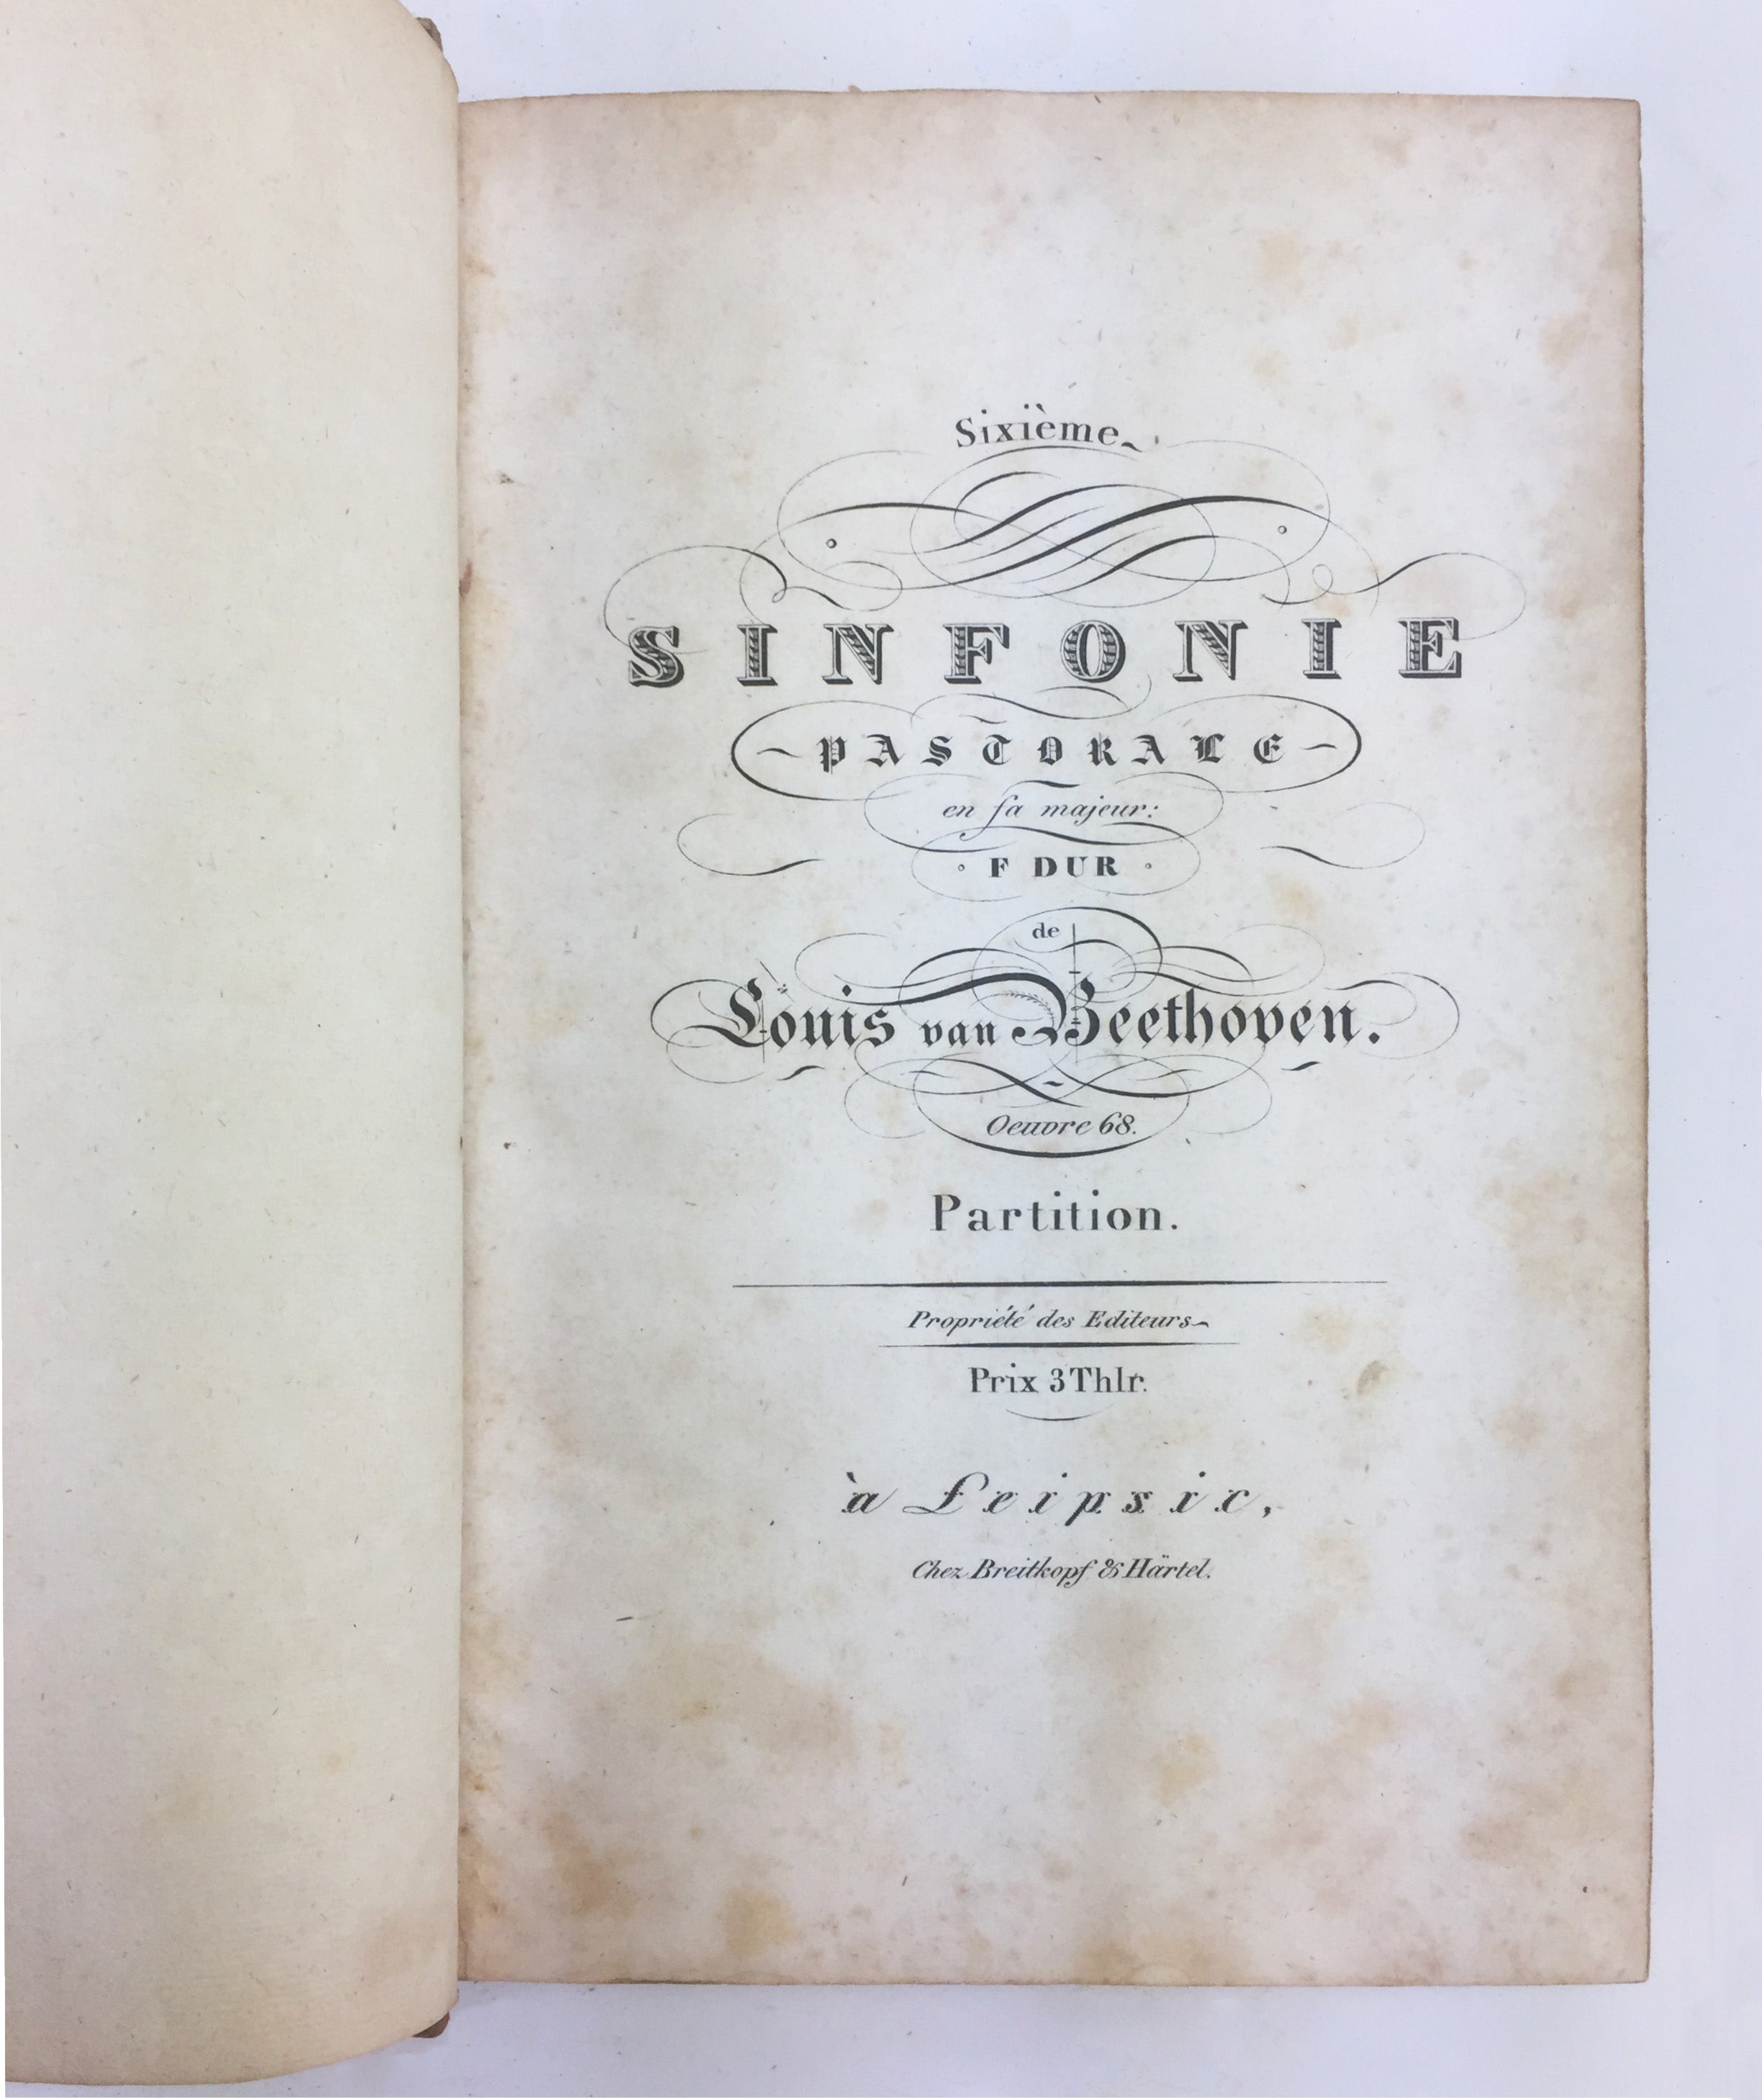 Sixième
SINFONIE
PASTORALE
en fa majeur:
F DUR
de
Louis van Beethoven.
Oeuvre 68.
Partition.
Propriété des Editeurs
Prix 3 Thlr.
à Leipsic,
Chez Breitkopf & Härtel.